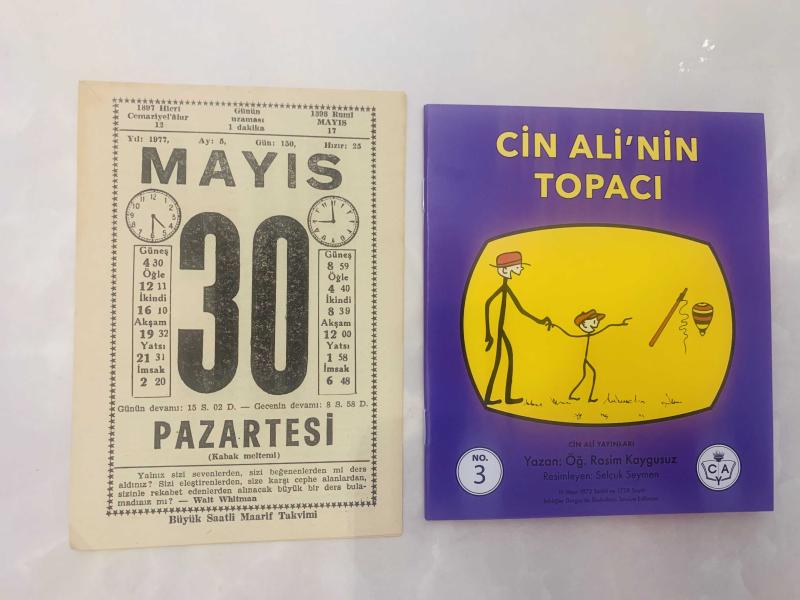 1897 Hicri
Cemaziyel'âhır
12
Günün
uzaması
1 dakika
1393 Rumî
MAYIS
17
Yıl: 1977, Ay: 5, Gün: 150, Hızır: 25
MAYIS
30
Güneş
4 30
Öğle
12 11
İkindi
16 10
Akşam
19 32
Yatsı
21 31
İmsak
2 20
Güneş
8 59
Öğle
4 40
İkindi
8 39
Akşam
12 00
Yatsı
1 58
İmsak
6 48
Günün devamı: 15 S. 02 D. — Gecenin devamı: 8 S. 58 D.
PAZARTESİ
(Kabak meltemi)
Yalnız sizi sevenlerden, sizi beğenenlerden mi ders
aldınız? Sizi eleştirenlerden, size karşı cephe alanlardan,
sizinle rekabet edenlerden alınacak büyük bir ders bula-
madınız mı? — Walt Whitman
Büyük Saatli Maarif Takvimi
CİN ALİ'NİN
TOPACI
CİN ALİ YAYINLARI
Yazan: Öğ. Rasim Kaygusuz
Resimleyen: Selçuk Seymen
NO.
3
CAY